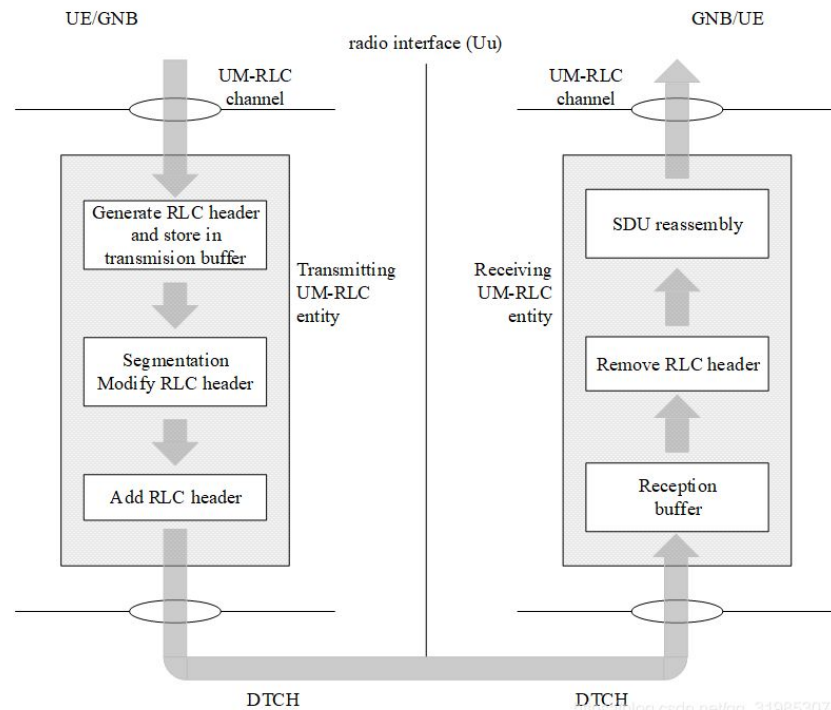 UE/GNB
GNB/UE
radio interface (Uu)
UM-RLC
channel
UM-RLC
channel
Generate RLC header
and store in
transmision buffer
Transmitting
UM-RLC
entity
Segmentation
Modify RLC header
Add RLC header
DTCH
Receiving
UM-RLC
entity
SDU reassembly
Remove RLC header
Reception
buffer
DTCH